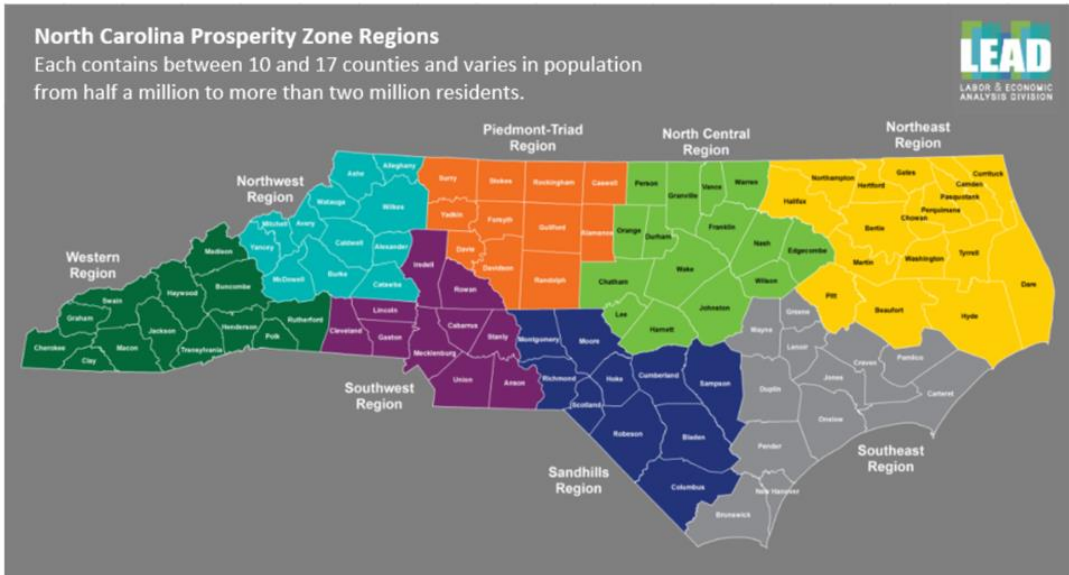 North Carolina Prosperity Zone Regions
Each contains between 10 and 17 counties and varies in population
from half a million to more than two million residents.
LEAD
LABOR & ECONOMIC
ANALYSIS DIVISION
Piedmont-Triad
Region
North Central
Region
Northeast
Region
Northwest
Region
Western
Region
Southwest
Region
Sandhills
Region
Southeast
Region
Ashe
Alleghany
Watauga
Wilkes
Mitchell
Avery
Yancey
Caldwell
Alexander
McDowell
Burke
Catawba
Surry
Stokes
Rockingham
Caswell
Yadkin
Forsyth
Guilford
Alamance
Davie
Davidson
Randolph
Person
Granville
Vance
Warren
Orange
Durham
Franklin
Nash
Edgecombe
Chatham
Wake
Wilson
Lee
Harnett
Johnston
Northampton
Gates
Currituck
Hertford
Camden
Pasquotank
Halifax
Perquimans
Chowan
Bertie
Martin
Washington
Tyrrell
Dare
Pitt
Beaufort
Hyde
Madison
Buncombe
Haywood
Swain
Graham
Jackson
Henderson
Rutherford
Polk
Cherokee
Macon
Transylvania
Clay
Iredell
Rowan
Lincoln
Cleveland
Gaston
Cabarrus
Stanly
Mecklenburg
Union
Anson
Montgomery
Moore
Richmond
Hoke
Cumberland
Sampson
Scotland
Robeson
Bladen
Columbus
Wayne
Greene
Lenoir
Craven
Pamlico
Jones
Duplin
Carteret
Onslow
Pender
New Hanover
Brunswick